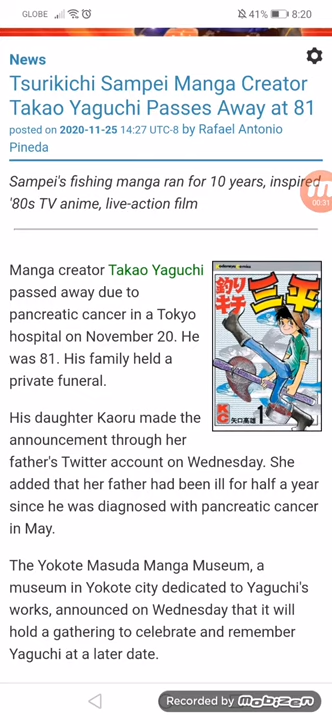 GLOBE 41% 8:20
News
Tsurikichi Sampei Manga Creator
Takao Yaguchi Passes Away at 81
posted on 2020-11-25 14:27 UTC-8 by Rafael Antonio
Pineda
Sampei's fishing manga ran for 10 years, inspired
'80s TV anime, live-action film
00:31
Manga creator Takao Yaguchi
passed away due to
pancreatic cancer in a Tokyo
hospital on November 20. He
was 81. His family held a
private funeral.
釣りキチ三平
KC
1
矢口高雄
His daughter Kaoru made the
announcement through her
father's Twitter account on Wednesday. She
added that her father had been ill for half a year
since he was diagnosed with pancreatic cancer
in May.
The Yokote Masuda Manga Museum, a
museum in Yokote city dedicated to Yaguchi's
works, announced on Wednesday that it will
hold a gathering to celebrate and remember
Yaguchi at a later date.
Recorded by Mobizen